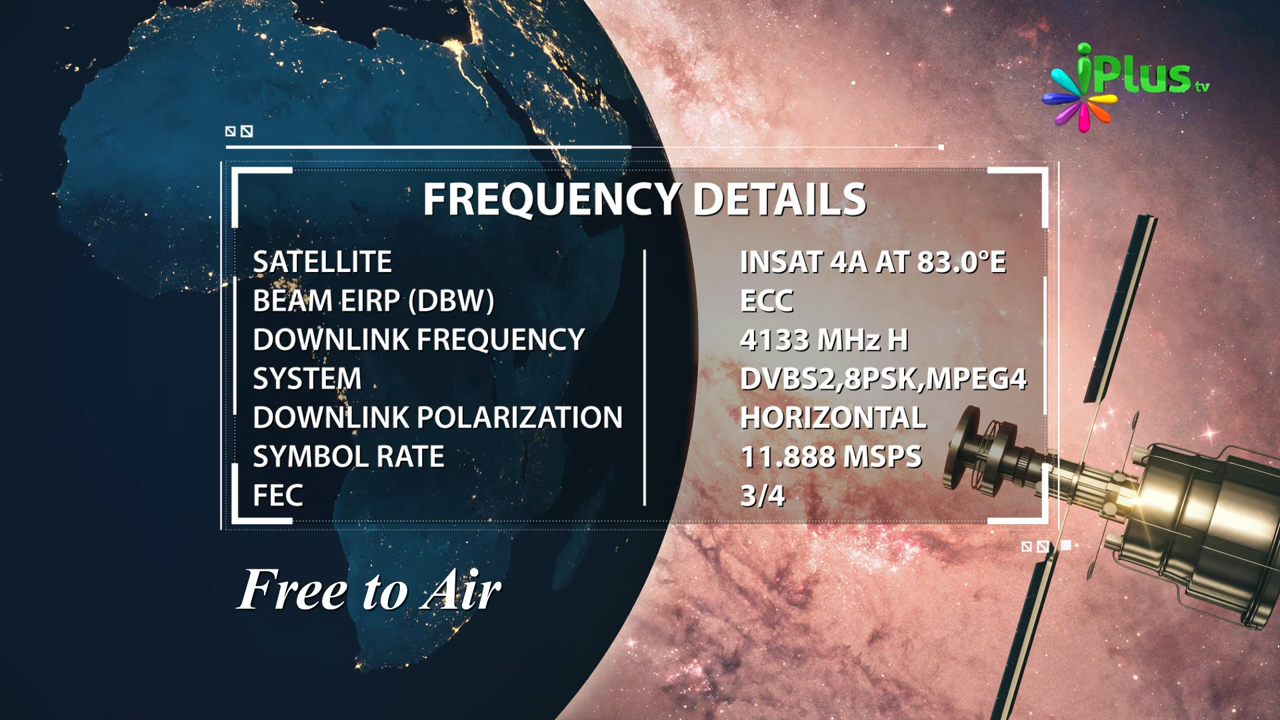 iPlus tv
FREQUENCY DETAILS
SATELLITE INSAT 4A AT 83.0°E
BEAM EIRP (DBW) ECC
DOWNLINK FREQUENCY 4133 MHz H
SYSTEM DVBS2,8PSK,MPEG4
DOWNLINK POLARIZATION HORIZONTAL
SYMBOL RATE 11.888 MSPS
FEC 3/4
Free to Air